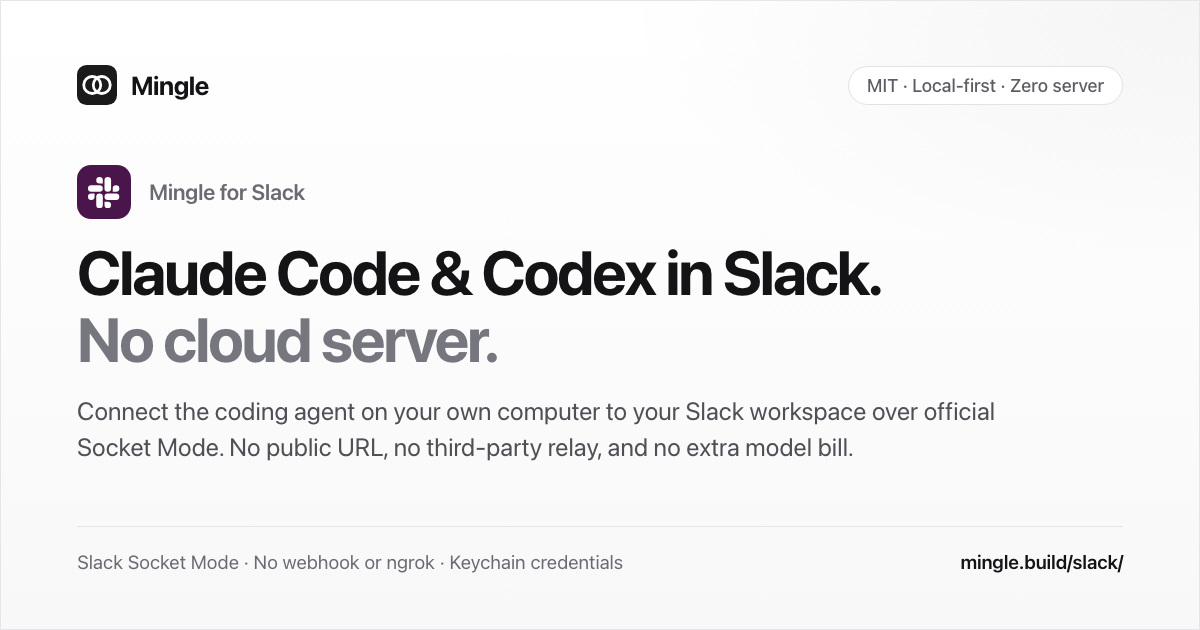 Mingle
MIT · Local-first · Zero server
Mingle for Slack
Claude Code & Codex in Slack.
No cloud server.
Connect the coding agent on your own computer to your Slack workspace over official
Socket Mode. No public URL, no third-party relay, and no extra model bill.
Slack Socket Mode · No webhook or ngrok · Keychain credentials
mingle.build/slack/